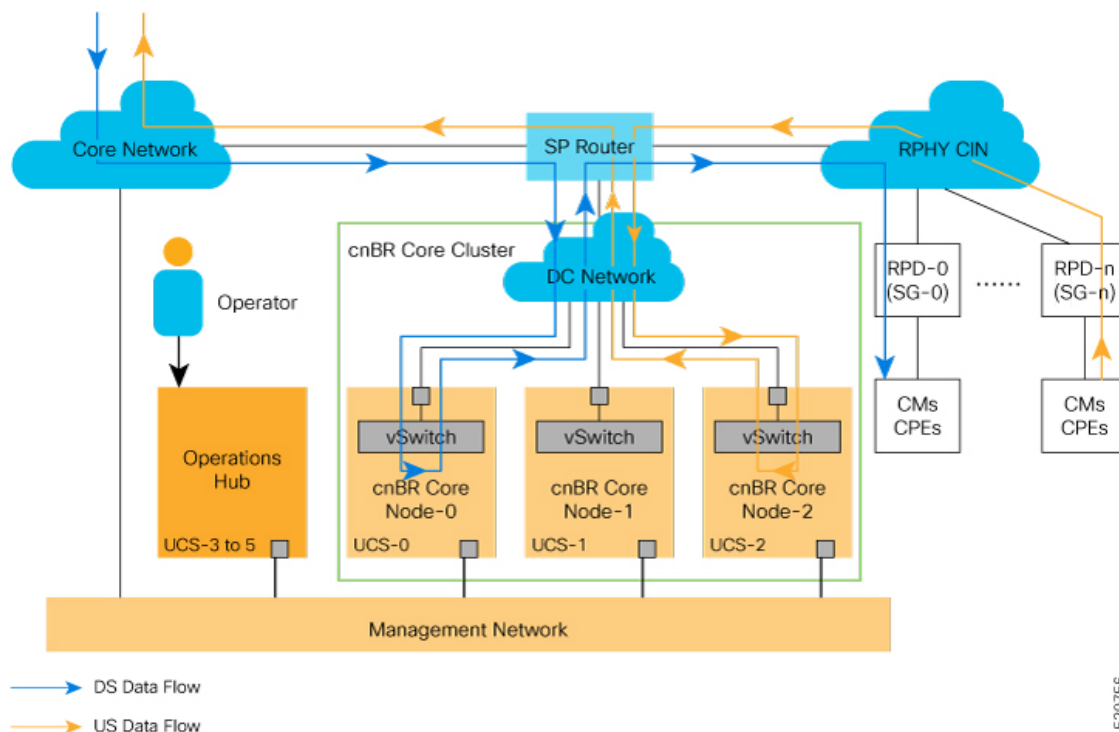 Core Network
SP Router
RPHY CIN
cnBR Core Cluster
DC Network
Operator
RPD-0
(SG-0)
......
RPD-n
(SG-n)
CMs
CPEs
CMs
CPEs
Operations
Hub
UCS-3 to 5
vSwitch
cnBR Core
Node-0
UCS-0
vSwitch
cnBR Core
Node-1
UCS-1
vSwitch
cnBR Core
Node-2
UCS-2
Management Network
DS Data Flow
US Data Flow